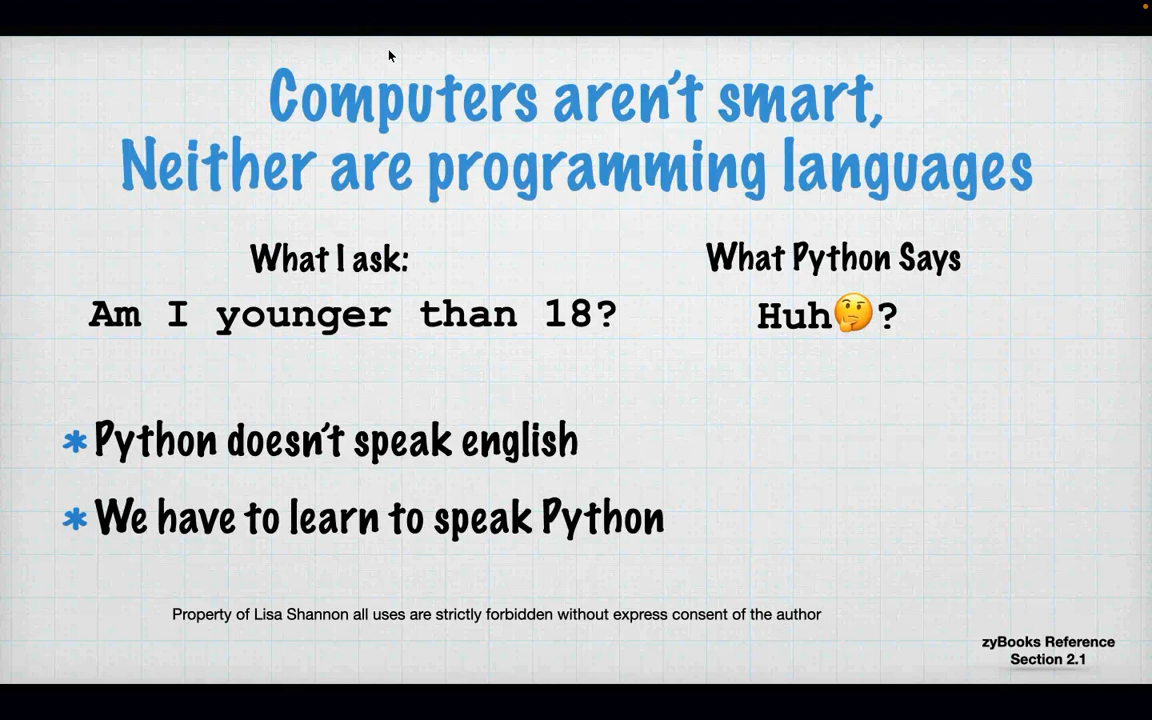 Computers aren't smart,
Neither are programming languages
What I ask:
What Python Says
Am I younger than 18?
Huh🤔?
* Python doesn't speak english
* We have to learn to speak Python
Property of Lisa Shannon all uses are strictly forbidden without express consent of the author
zyBooks Reference
Section 2.1